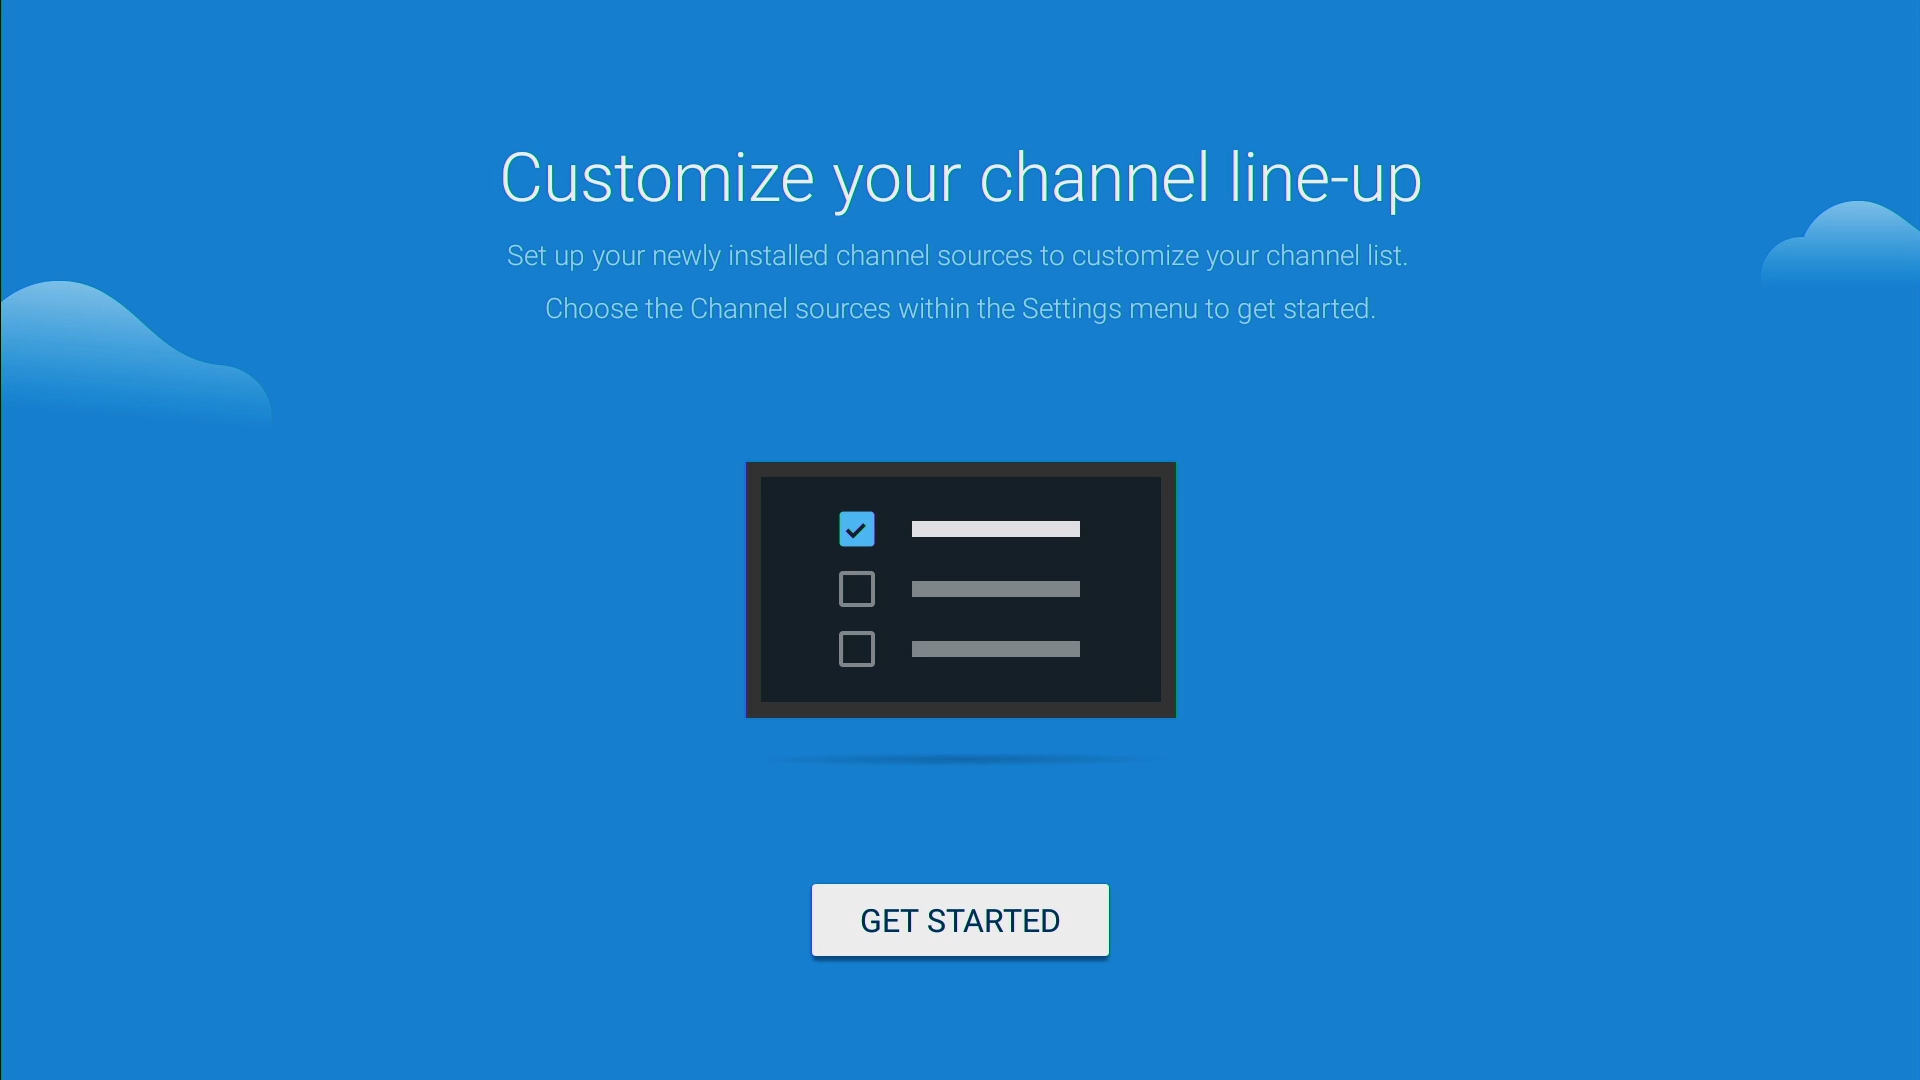 Customize your channel line-up
Set up your newly installed channel sources to customize your channel list.
Choose the Channel sources within the Settings menu to get started.
GET STARTED